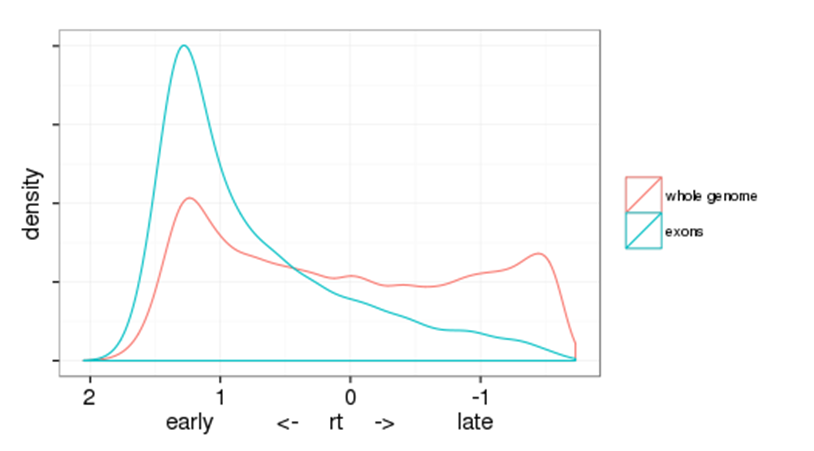 density
whole genome
exons
2 1 0 -1
early <- rt -> late